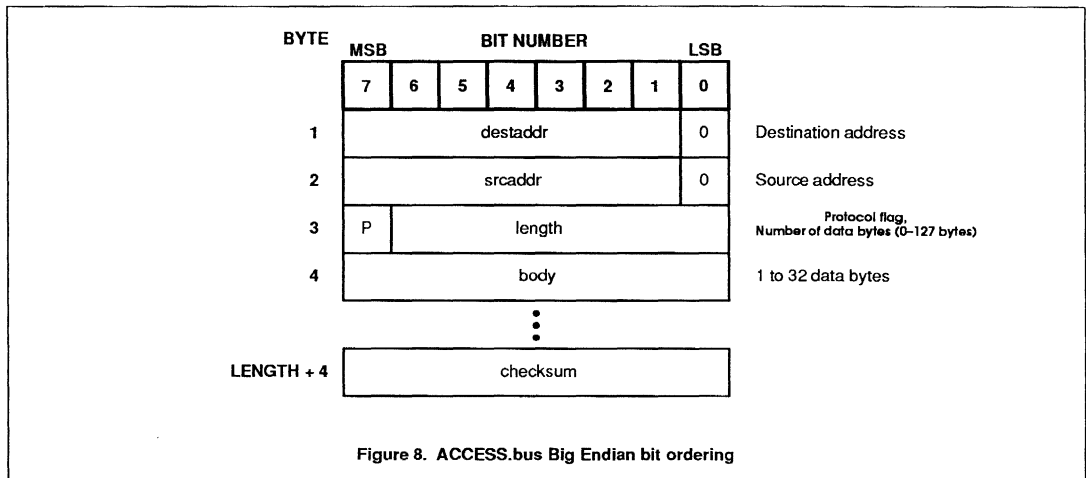 BYTE MSB BIT NUMBER LSB
7 6 5 4 3 2 1 0
1 destaddr 0 Destination address
2 srcaddr 0 Source address
3 P length Protocol flag,
Number of data bytes (0–127 bytes)
4 body 1 to 32 data bytes
LENGTH + 4 checksum
Figure 8. ACCESS.bus Big Endian bit ordering